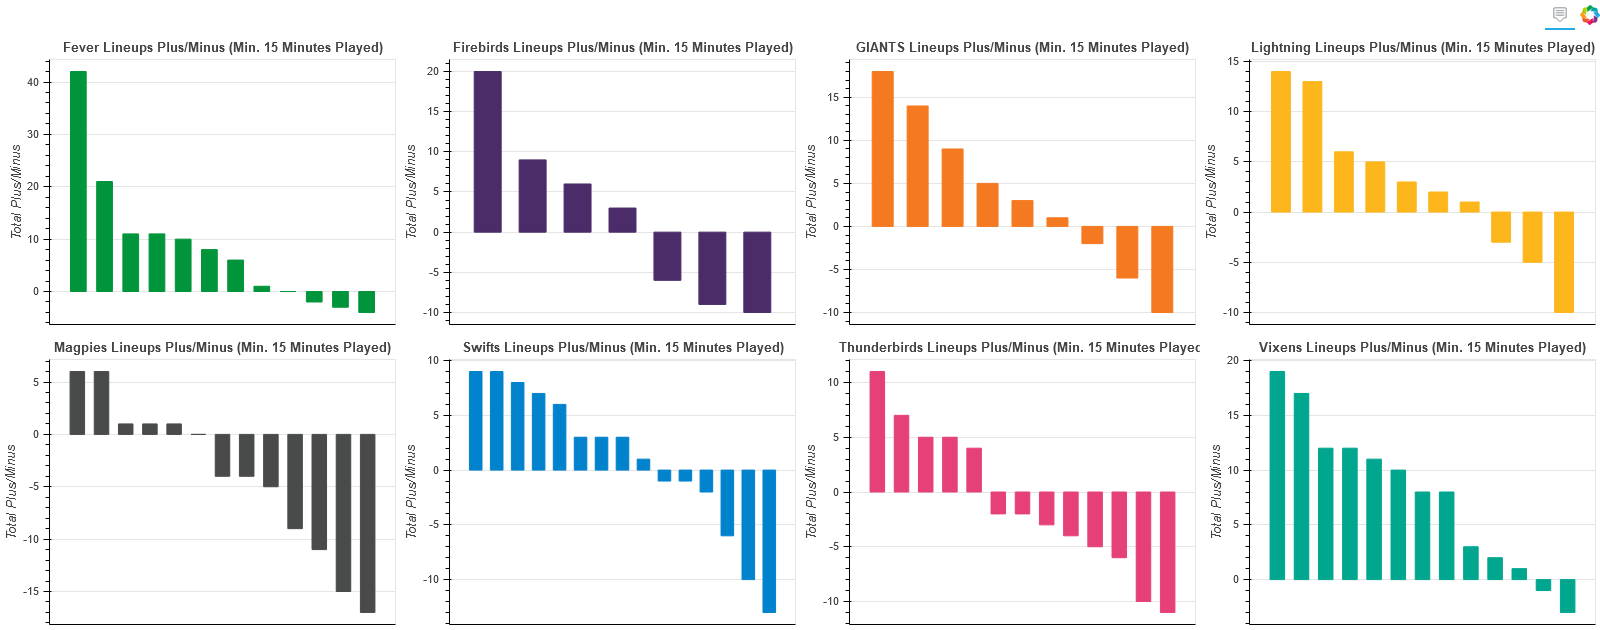 Fever Lineups Plus/Minus (Min. 15 Minutes Played)
Total Plus/Minus
40
30
20
10
0
Firebirds Lineups Plus/Minus (Min. 15 Minutes Played)
Total Plus/Minus
20
15
10
5
0
-5
-10
GIANTS Lineups Plus/Minus (Min. 15 Minutes Played)
Total Plus/Minus
15
10
5
0
-5
-10
Lightning Lineups Plus/Minus (Min. 15 Minutes Played)
Total Plus/Minus
15
10
5
0
-5
-10
Magpies Lineups Plus/Minus (Min. 15 Minutes Played)
Total Plus/Minus
5
0
-5
-10
-15
Swifts Lineups Plus/Minus (Min. 15 Minutes Played)
Total Plus/Minus
10
5
0
-5
-10
Thunderbirds Lineups Plus/Minus (Min. 15 Minutes Played
Total Plus/Minus
10
5
0
-5
-10
Vixens Lineups Plus/Minus (Min. 15 Minutes Played)
Total Plus/Minus
20
15
10
5
0